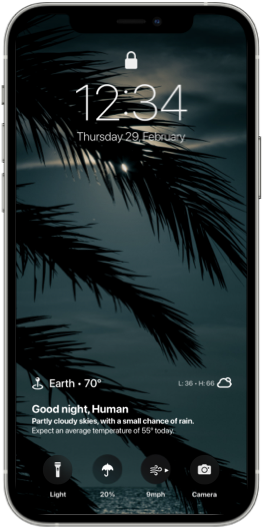 12:34
Thursday 29, February
Earth • 70°
L: 36 • H: 66
Good night, Human
Partly cloudy skies, with a small chance of rain.
Expect an average temperature of 55° today.
Light
20%
9mph
Camera